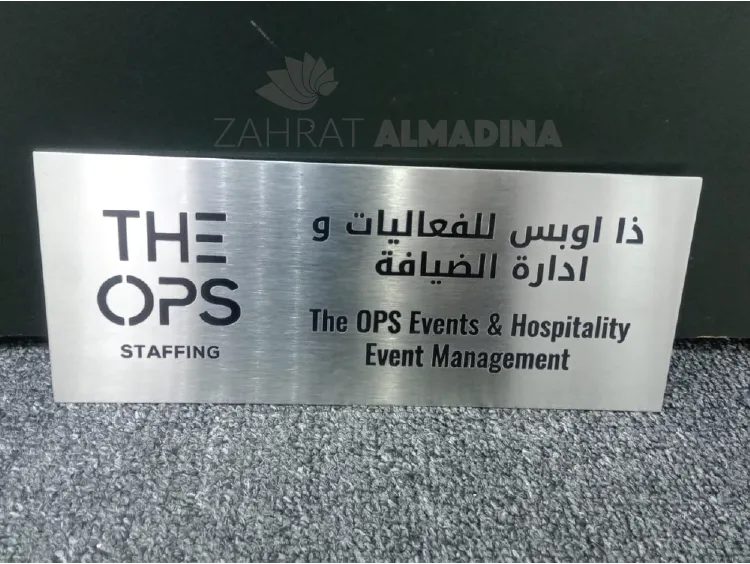 ZAHRAT ALMADINA
THE
OPS
STAFFING
ذا اوبس للفعاليات و
ادارة الضيافة
The OPS Events & Hospitality
Event Management